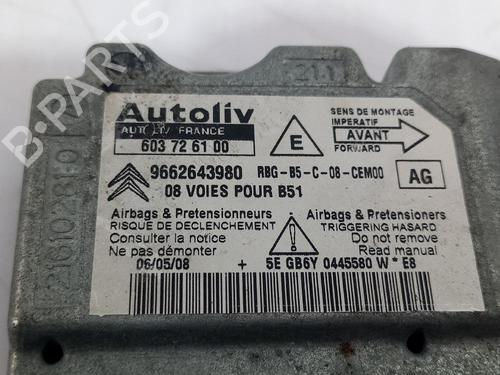 Autoliv
AUTOLIV FRANCE
603 72 61 00
E
SENS DE MONTAGE
IMPERATIF
AVANT
FORWARD
9662643980 RBG-B5-C-08-CEM00
08 VOIES POUR B51
AG
Airbags & Pretensionneurs
RISQUE DE DECLENCHEMENT
Consulter la notice
Ne pas démonter
Airbags & Pretensioners
TRIGGERING HASARD
Do not remove
Read manual
06/05/08 + 5E GB6Y 0445580 W * E8
B-PARTS